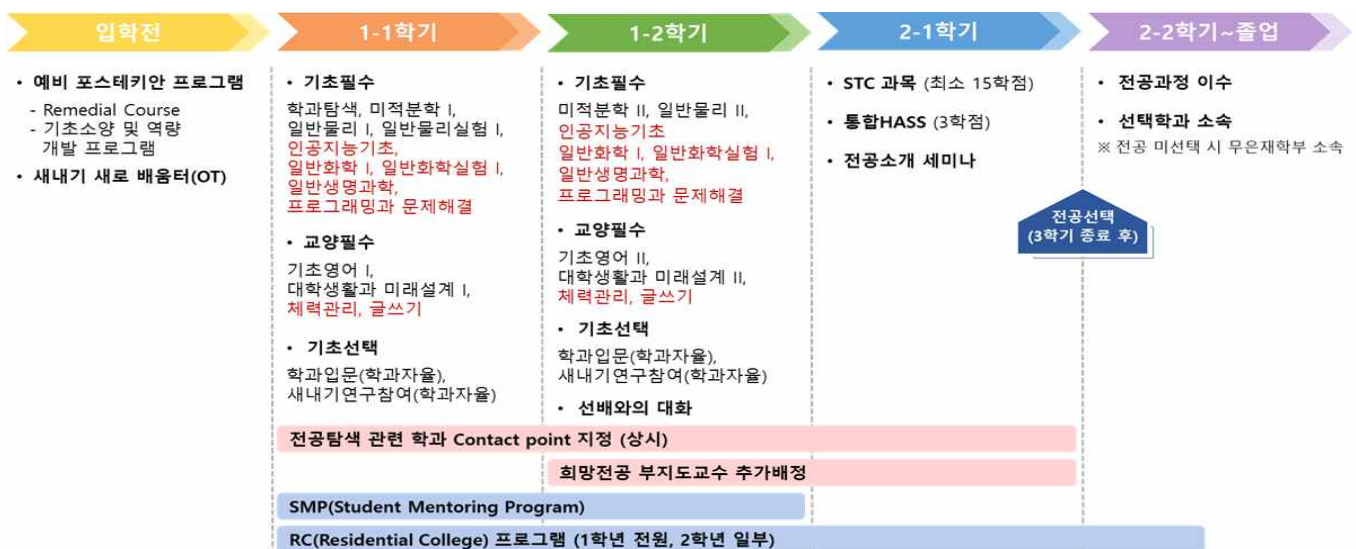 입학전
• 예비 포스테키안 프로그램
- Remedial Course
- 기초소양 및 역량
개발 프로그램
• 새내기 새로 배움터(OT)
1-1학기
• 기초필수
학과탐색, 미적분학 I,
일반물리 I, 일반물리실험 I,
인공지능기초,
일반화학 I, 일반화학실험 I,
일반생명과학,
프로그래밍과 문제해결
• 교양필수
기초영어 I,
대학생활과 미래설계 I,
체력관리, 글쓰기
• 기초선택
학과입문(학과자율),
새내기연구참여(학과자율)
1-2학기
• 기초필수
미적분학 II, 일반물리 II,
인공지능기초
일반화학 I, 일반화학실험 I,
일반생명과학,
프로그래밍과 문제해결
• 교양필수
기초영어 II,
대학생활과 미래설계 II,
체력관리, 글쓰기
• 기초선택
학과입문(학과자율),
새내기연구참여(학과자율)
• 선배와의 대화
2-1학기
• STC 과목 (최소 15학점)
• 통합HASS (3학점)
• 전공소개 세미나
전공선택
(3학기 종료 후)
2-2학기~졸업
• 전공과정 이수
• 선택학과 소속
※ 전공 미선택 시 무은재학부 소속
전공탐색 관련 학과 Contact point 지정 (상시)
희망전공 부지도교수 추가배정
SMP(Student Mentoring Program)
RC(Residential College) 프로그램 (1학년 전원, 2학년 일부)